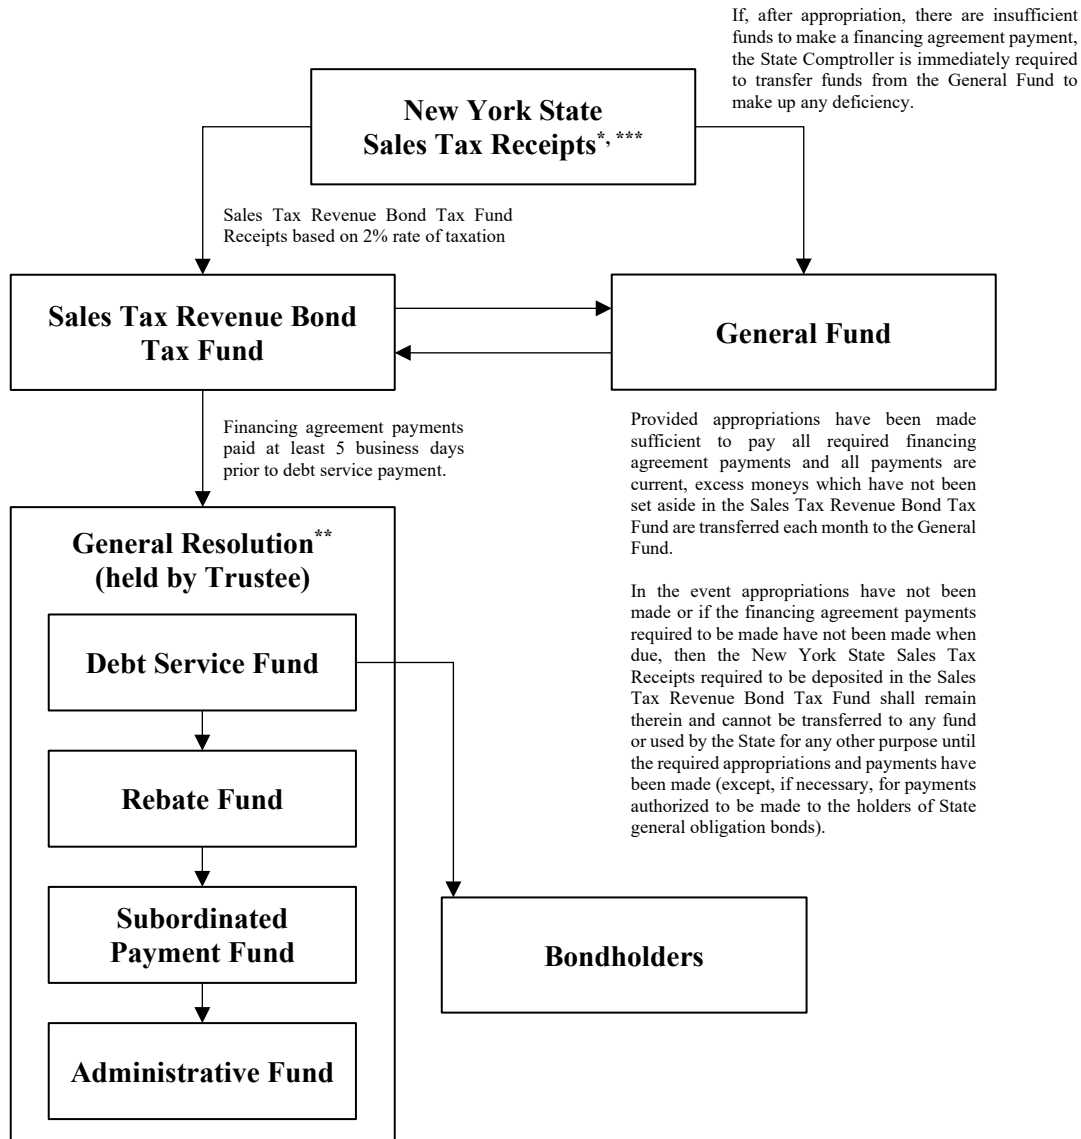 If, after appropriation, there are insufficient
funds to make a financing agreement payment,
the State Comptroller is immediately required
to transfer funds from the General Fund to
make up any deficiency.
New York State
Sales Tax Receipts*, ***
Sales Tax Revenue Bond Tax Fund
Receipts based on 2% rate of taxation
Sales Tax Revenue Bond
Tax Fund
General Fund
Financing agreement payments
paid at least 5 business days
prior to debt service payment.
Provided appropriations have been made
sufficient to pay all required financing
agreement payments and all payments are
current, excess moneys which have not been
set aside in the Sales Tax Revenue Bond Tax
Fund are transferred each month to the General
Fund.
In the event appropriations have not been
made or if the financing agreement payments
required to be made have not been made when
due, then the New York State Sales Tax
Receipts required to be deposited in the Sales
Tax Revenue Bond Tax Fund shall remain
therein and cannot be transferred to any fund
or used by the State for any other purpose until
the required appropriations and payments have
been made (except, if necessary, for payments
authorized to be made to the holders of State
general obligation bonds).
General Resolution**
(held by Trustee)
Debt Service Fund
Rebate Fund
Subordinated
Payment Fund
Administrative Fund
Bondholders